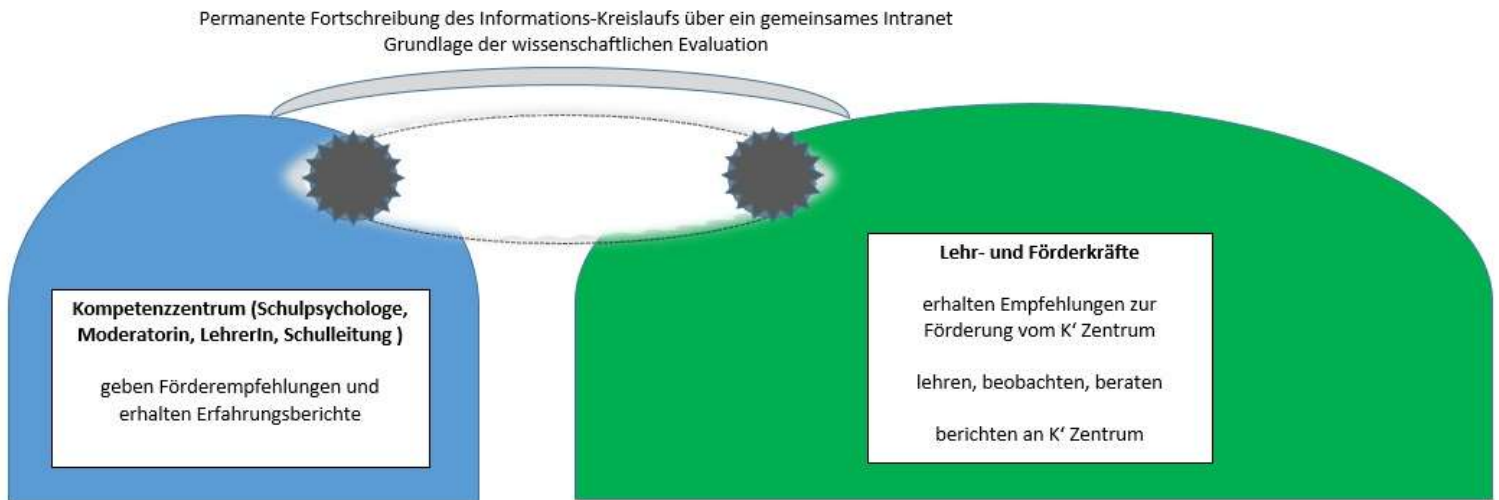 Permanente Fortschreibung des Informations-Kreislaufs über ein gemeinsames Intranet
Grundlage der wissenschaftlichen Evaluation
Kompetenzzentrum (Schulpsychologe,
Moderatorin, LehrerIn, Schulleitung )
geben Förderempfehlungen und
erhalten Erfahrungsberichte
Lehr- und Förderkräfte
erhalten Empfehlungen zur
Förderung vom K‘ Zentrum
lehren, beobachten, beraten
berichten an K‘ Zentrum